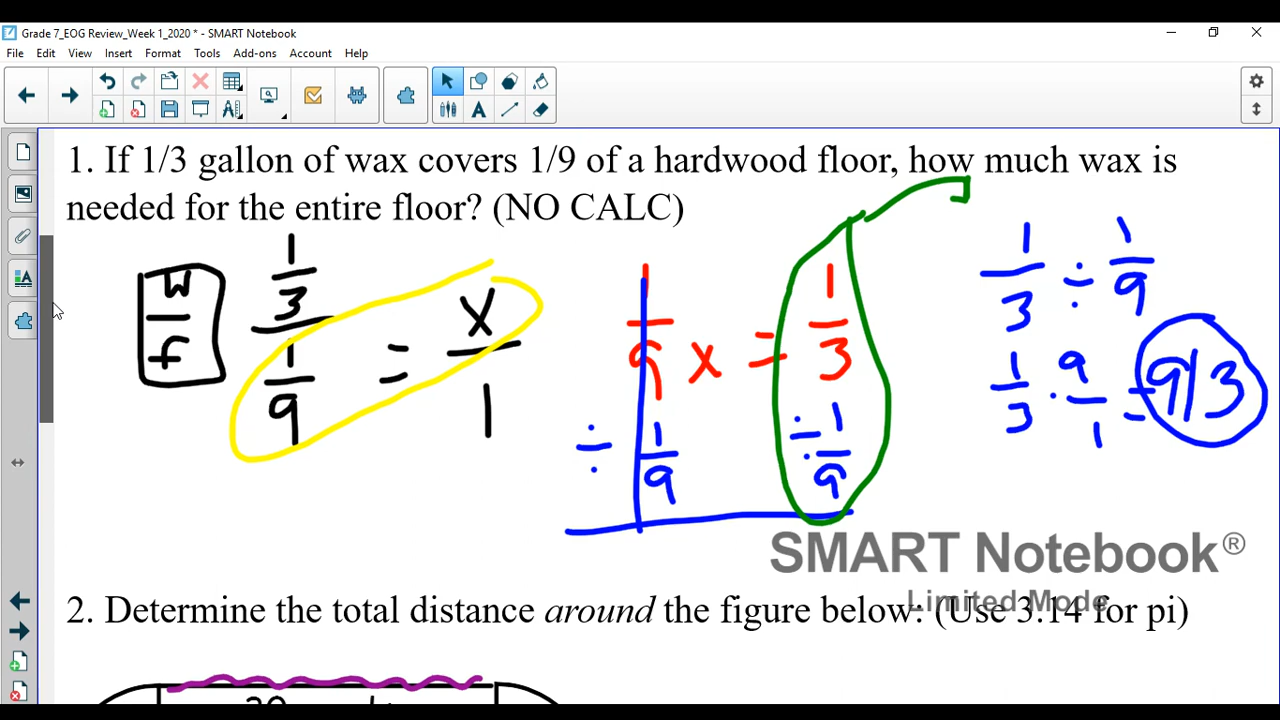 Grade 7_EOG Review_Week 1_2020 * - SMART Notebook
File Edit View Insert Format Tools Add-ons Account Help
1. If 1/3 gallon of wax covers 1/9 of a hardwood floor, how much wax is
needed for the entire floor? (NO CALC)
W/f
1/3 / 1/9 = x/1
1/9 x = 1/3
÷ 1/9 ÷ 1/9
1/3 ÷ 1/9
1/3 · 9/1 = 9/3
SMART Notebook®
Limited Mode
2. Determine the total distance around the figure below: (Use 3.14 for pi)